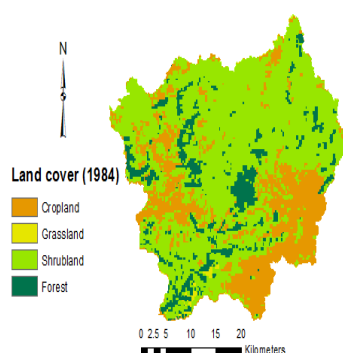 N
Land cover (1984)
Cropland
Grassland
Shrubland
Forest
0 2.5 5 10 15 20
Kilometers